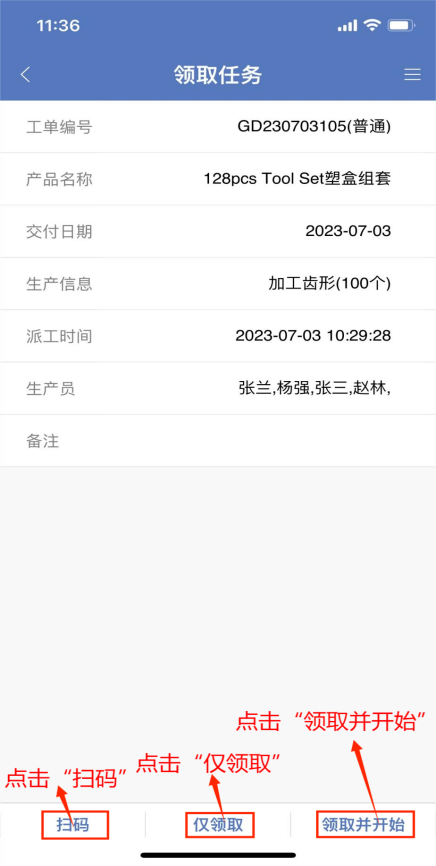 11:36
领取任务
工单编号 GD230703105(普通)
产品名称 128pcs Tool Set塑盒组套
交付日期 2023-07-03
生产信息 加工齿形(100个)
派工时间 2023-07-03 10:29:28
生产员 张兰,杨强,张三,赵林,
备注
点击“领取并开始”
点击“仅领取”
点击“扫码”
扫码 仅领取 领取并开始